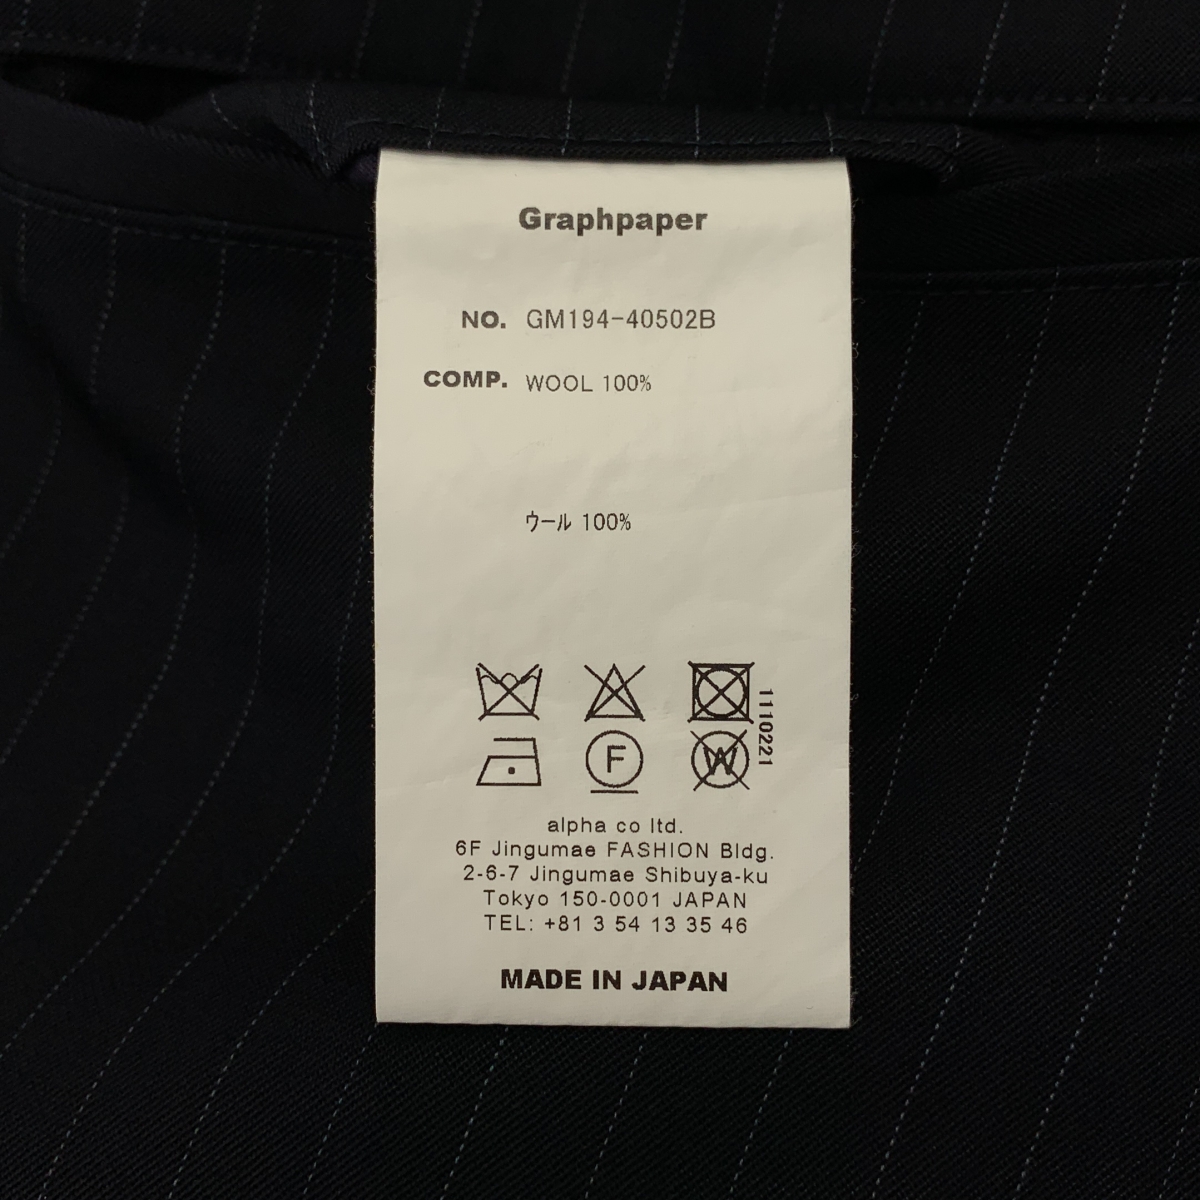 Graphpaper
NO. GM194-40502B
COMP. WOOL 100%
ウール 100%
1110221
F
W
alpha co ltd.
6F Jingumae FASHION Bldg.
2-6-7 Jingumae Shibuya-ku
Tokyo 150-0001 JAPAN
TEL: +81 3 54 13 35 46
MADE IN JAPAN